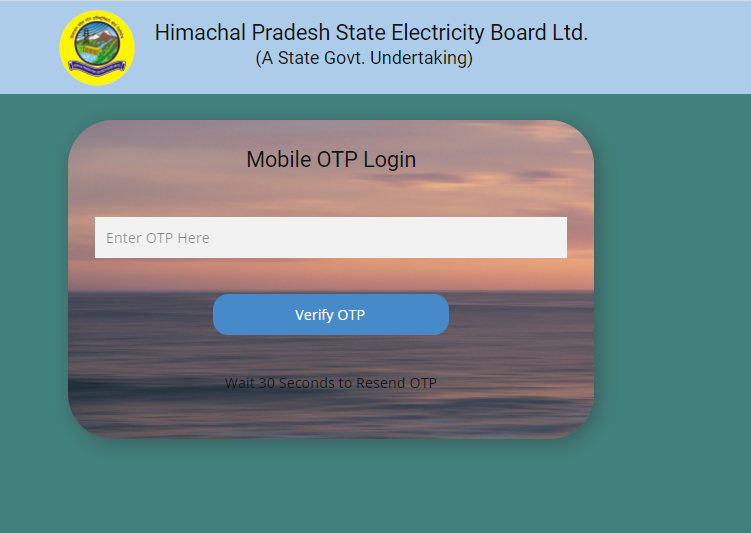 Himachal Pradesh State Electricity Board Ltd.
(A State Govt. Undertaking)
Mobile OTP Login
Enter OTP Here
Verify OTP
Wait 30 Seconds to Resend OTP